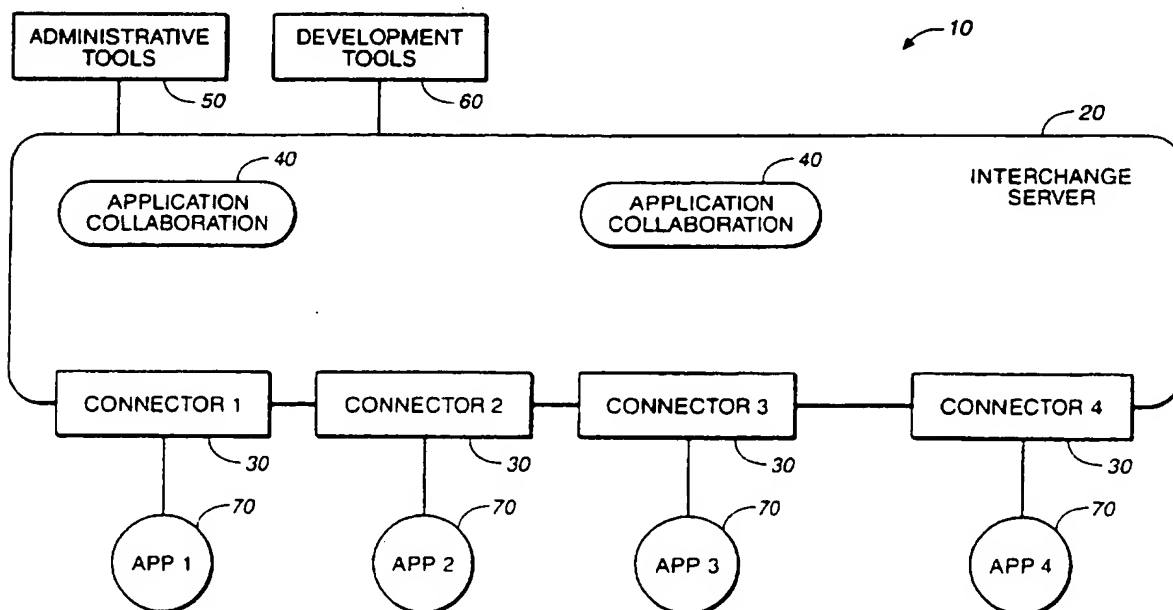 ADMINISTRATIVE
TOOLS
50
DEVELOPMENT
TOOLS
60
10
20
INTERCHANGE
SERVER
40
APPLICATION
COLLABORATION
40
APPLICATION
COLLABORATION
CONNECTOR 1
30
CONNECTOR 2
30
CONNECTOR 3
30
CONNECTOR 4
30
70
APP 1
70
APP 2
70
APP 3
70
APP 4